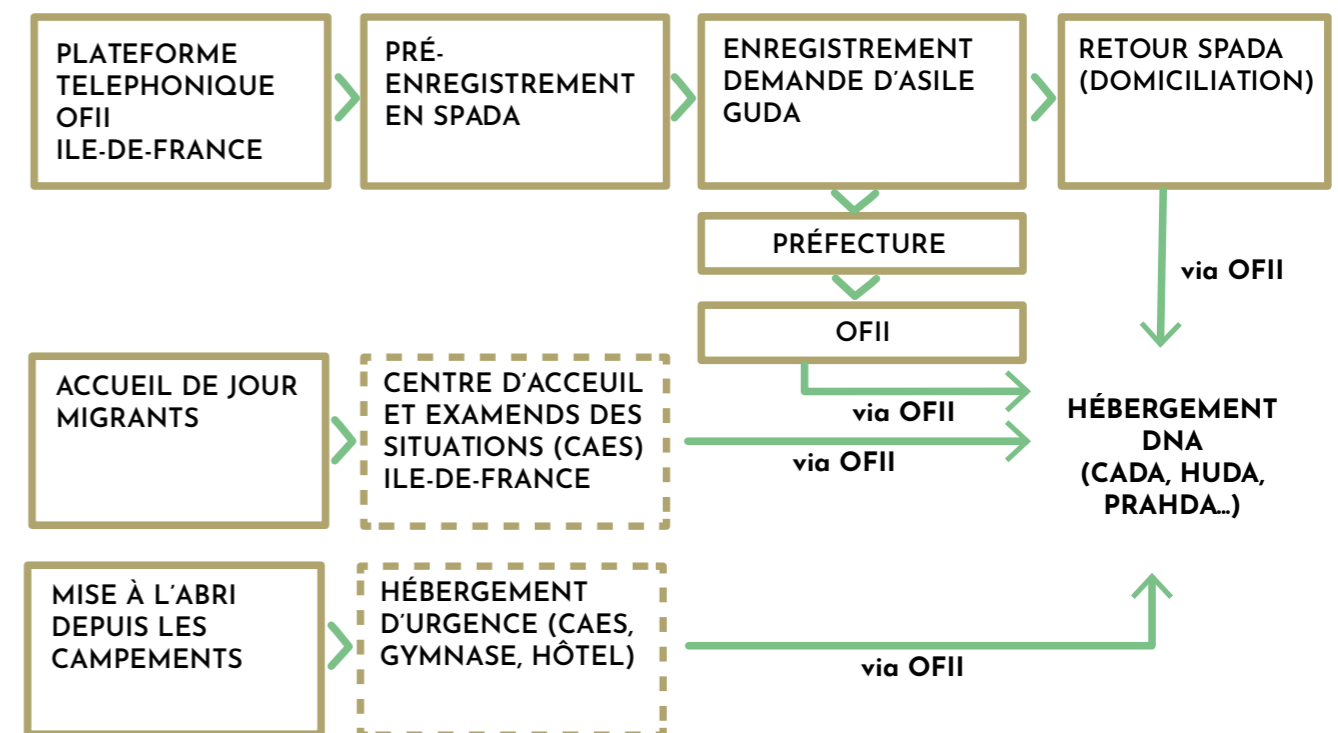 PLATEFORME
TELEPHONIQUE
OFII
ILE-DE-FRANCE
PRÉ-
ENREGISTREMENT
EN SPADA
ENREGISTREMENT
DEMANDE D'ASILE
GUDA
RETOUR SPADA
(DOMICILIATION)
PRÉFECTURE
OFII
via OFII
ACCUEIL DE JOUR
MIGRANTS
CENTRE D'ACCEUIL
ET EXAMENDS DES
SITUATIONS (CAES)
ILE-DE-FRANCE
via OFII
via OFII
HÉBERGEMENT
DNA
(CADA, HUDA,
PRAHDA...)
MISE À L'ABRI
DEPUIS LES
CAMPEMENTS
HÉBERGEMENT
D'URGENCE (CAES,
GYMNASE, HÔTEL)
via OFII